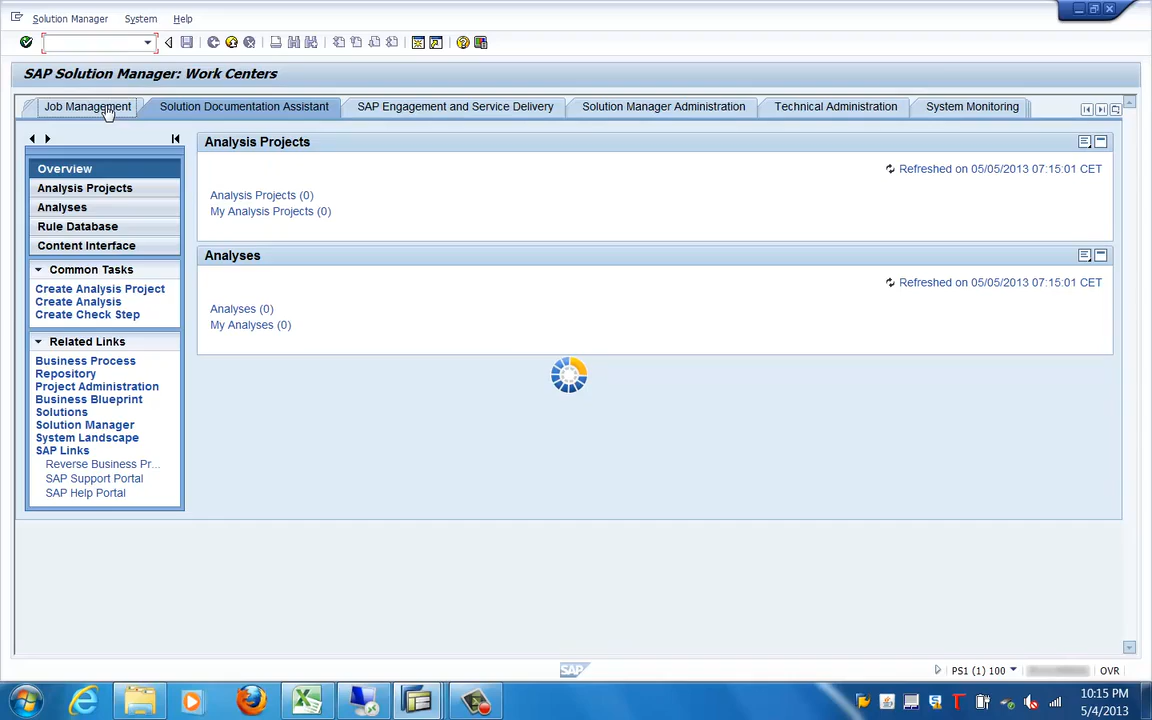 Solution Manager System Help
SAP Solution Manager: Work Centers
Job Management Solution Documentation Assistant SAP Engagement and Service Delivery Solution Manager Administration Technical Administration System Monitoring
Overview
Analysis Projects
Analyses
Rule Database
Content Interface
Common Tasks
Create Analysis Project
Create Analysis
Create Check Step
Related Links
Business Process
Repository
Project Administration
Business Blueprint
Solutions
Solution Manager
System Landscape
SAP Links
Reverse Business Pr...
SAP Support Portal
SAP Help Portal
Analysis Projects
Refreshed on 05/05/2013 07:15:01 CET
Analysis Projects (0)
My Analysis Projects (0)
Analyses
Refreshed on 05/05/2013 07:15:01 CET
Analyses (0)
My Analyses (0)
SAP
PS1 (1) 100
OVR
10:15 PM
5/4/2013